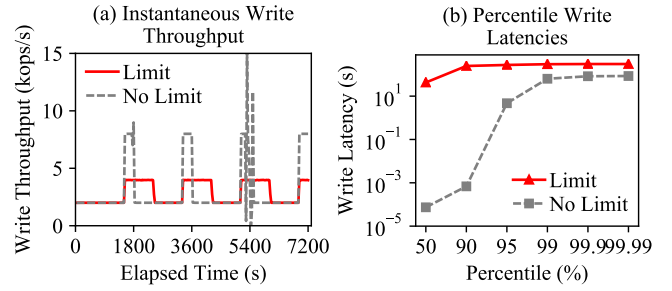 (a) Instantaneous Write
Throughput
Write Throughput (kops/s)
15
10
5
0
Limit
No Limit
0 1800 3600 5400 7200
Elapsed Time (s)
(b) Percentile Write
Latencies
Write Latency (s)
10^1
10^−1
10^−3
10^−5
Limit
No Limit
50 90 95 99 99.9 99.99
Percentile (%)